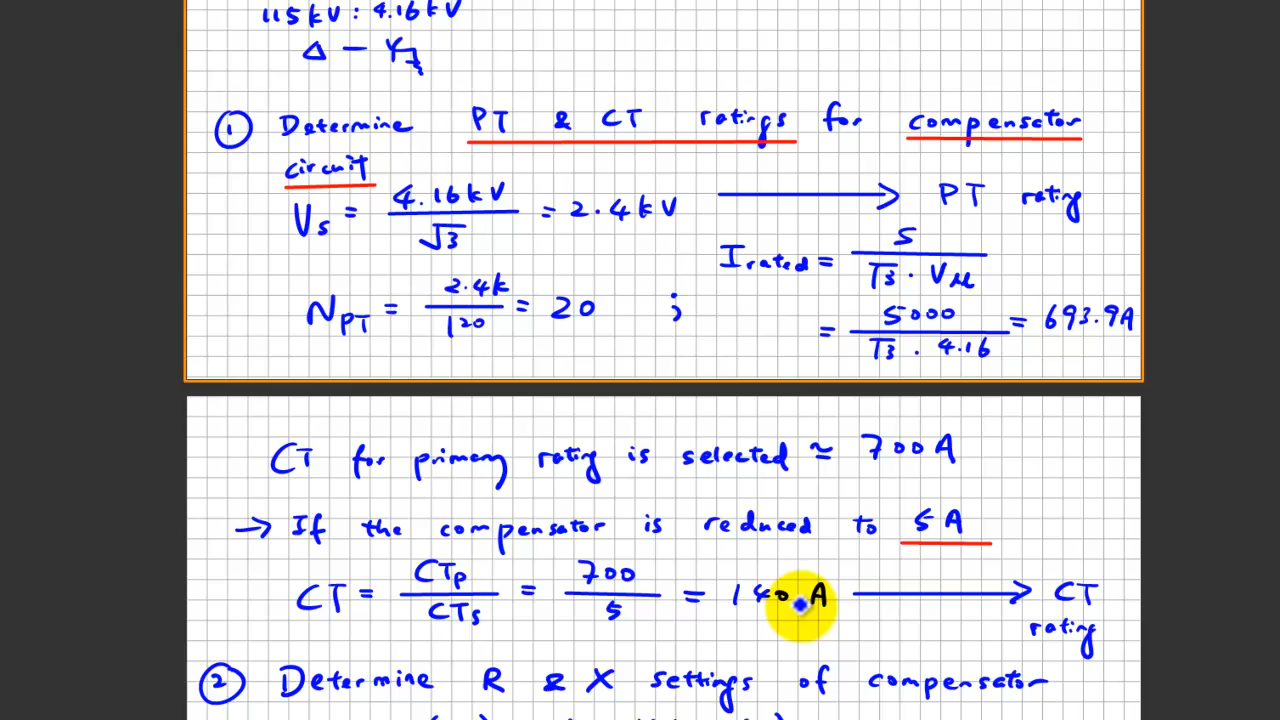 115kV : 4.16kV
Δ – Y
① Determine PT & CT ratings for compensator
circuit
Vs = 4.16kV / √3 = 2.4kV ⟶ PT rating
Irated = S / √3 · VLL
NPT = 2.4k / 120 = 20 ;
= 5000 / √3 . 4.16 = 693.9A
CT for primary rating is selected ≃ 700A
→ If the compensator is reduced to 5A
CT = CTp / CTs = 700 / 5 = 140 A ⟶ CT
rating
② Determine R & X settings of compensator